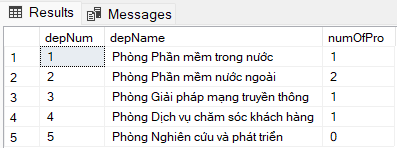 Results Messages
depNum depName numOfPro
1 1 Phòng Phần mềm trong nước 1
2 2 Phòng Phần mềm nước ngoài 2
3 3 Phòng Giải pháp mạng truyền thông 1
4 4 Phòng Dịch vụ chăm sóc khách hàng 1
5 5 Phòng Nghiên cứu và phát triển 0